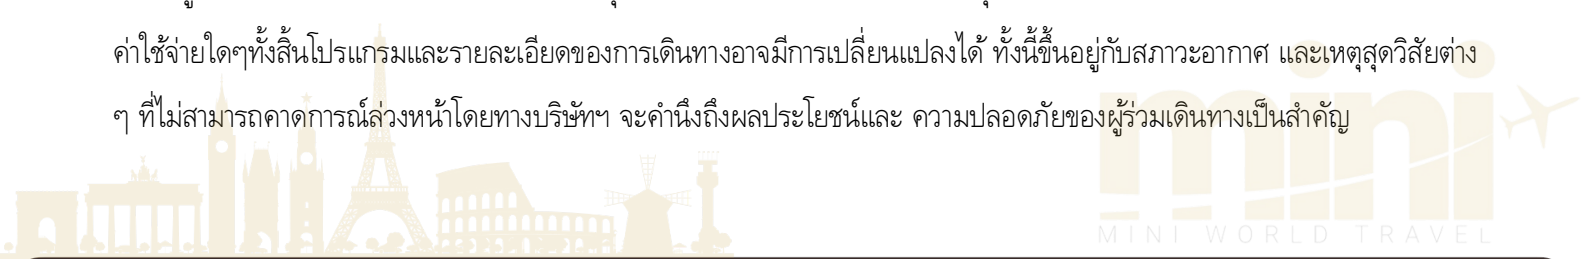 ค่าใช้จ่ายใดๆทั้งสิ้นโปรแกรมและรายละเอียดของการเดินทางอาจมีการเปลี่ยนแปลงได้ ทั้งนี้ขึ้นอยู่กับสภาวะอากาศ และเหตุสุดวิสัยต่าง
ๆ ที่ไม่สามารถคาดการณ์ล่วงหน้าโดยทางบริษัทฯ จะคำนึงถึงผลประโยชน์และ ความปลอดภัยของผู้ร่วมเดินทางเป็นสำคัญ
mini
MINI WORLD TRAVEL